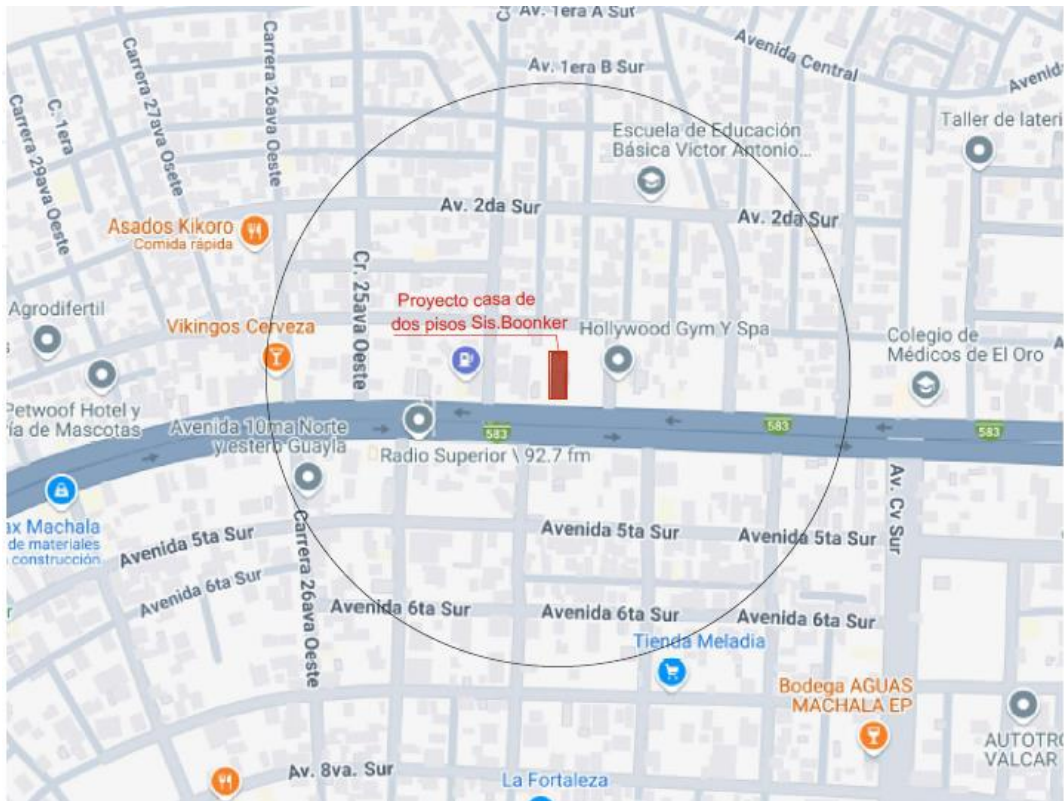 Av. 1era A Sur
Avenida Central
Av. 1era B Sur
Carrera 26ava Oeste
Carrera 27ava Osete
C. 1era
Carrera 29ava Oeste
Escuela de Educación
Básica Victor Antonio...
Taller de lateri
Av. 2da Sur
Av. 2da Sur
Asados Kikoro
Comida rápida
Cr. 25ava Oeste
Agrodifertil
Proyecto casa de
dos pisos Sis.Boonker
Vikingos Cerveza
Hollywood Gym Y Spa
Colegio de
Médicos de El Oro
Petwoof Hotel y
ía de Mascotas
Avenida 10ma Norte
y estero Guayla
583
583
583
Radio Superior \ 92.7 fm
Av. Cv Sur
ax Machala
de materiales
construcción
Avenida 5ta Sur
Avenida 5ta Sur
Avenida 5ta Sur
Carrera 26ava Oeste
Avenida 6ta Sur
Avenida 6ta Sur
Avenida 6ta Sur
Avenida 6ta Sur
Tienda Meladia
Bodega AGUAS
MACHALA EP
AUTOTRO
VALCAR
Av. 8va. Sur
La Fortaleza